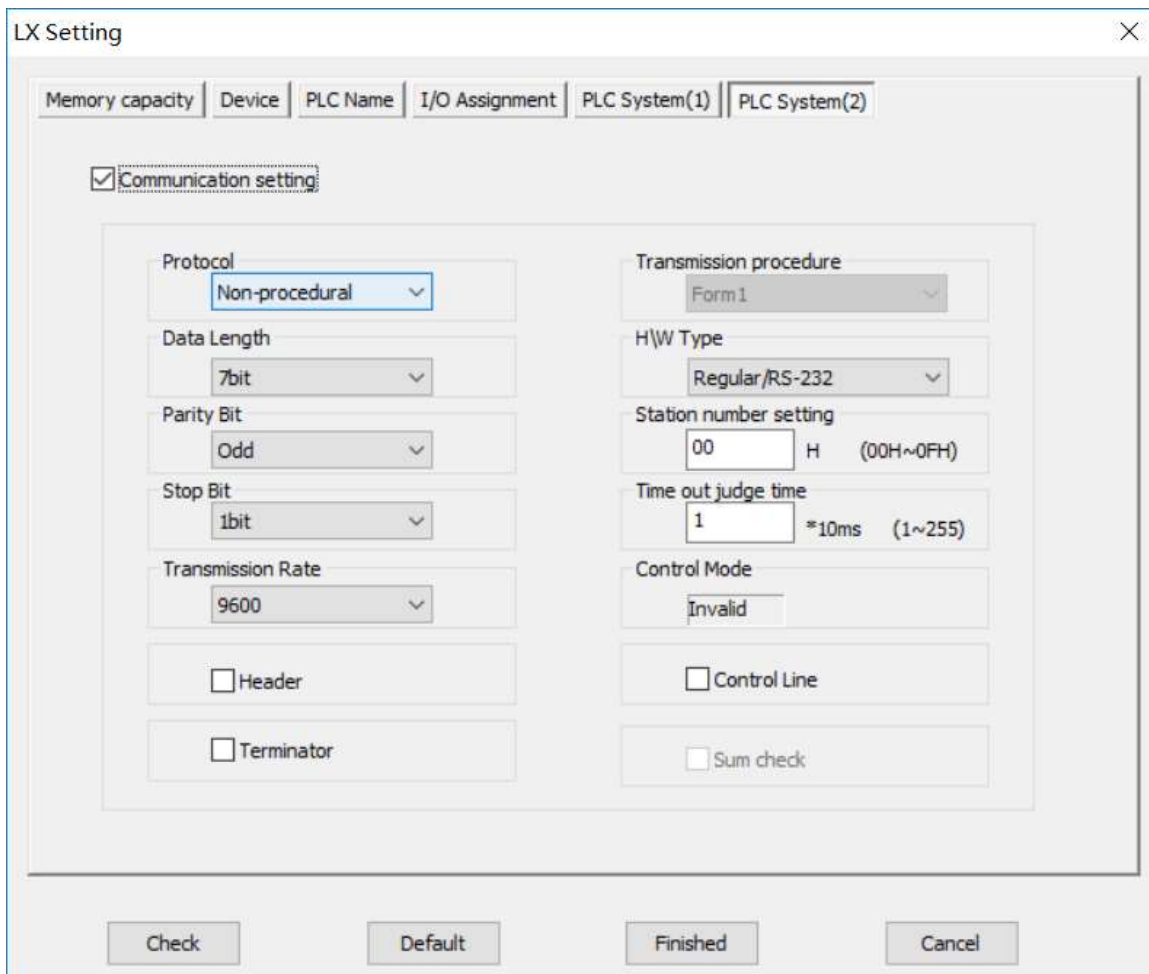 LX Setting
Memory capacity Device PLC Name I/O Assignment PLC System(1) PLC System(2)
Communication setting
Protocol
Non-procedural
Transmission procedure
Form1
Data Length
7bit
H\W Type
Regular/RS-232
Parity Bit
Odd
Station number setting
00 H (00H~0FH)
Stop Bit
1bit
Time out judge time
1 *10ms (1~255)
Transmission Rate
9600
Control Mode
Invalid
Header
Control Line
Terminator
Sum check
Check Default Finished Cancel